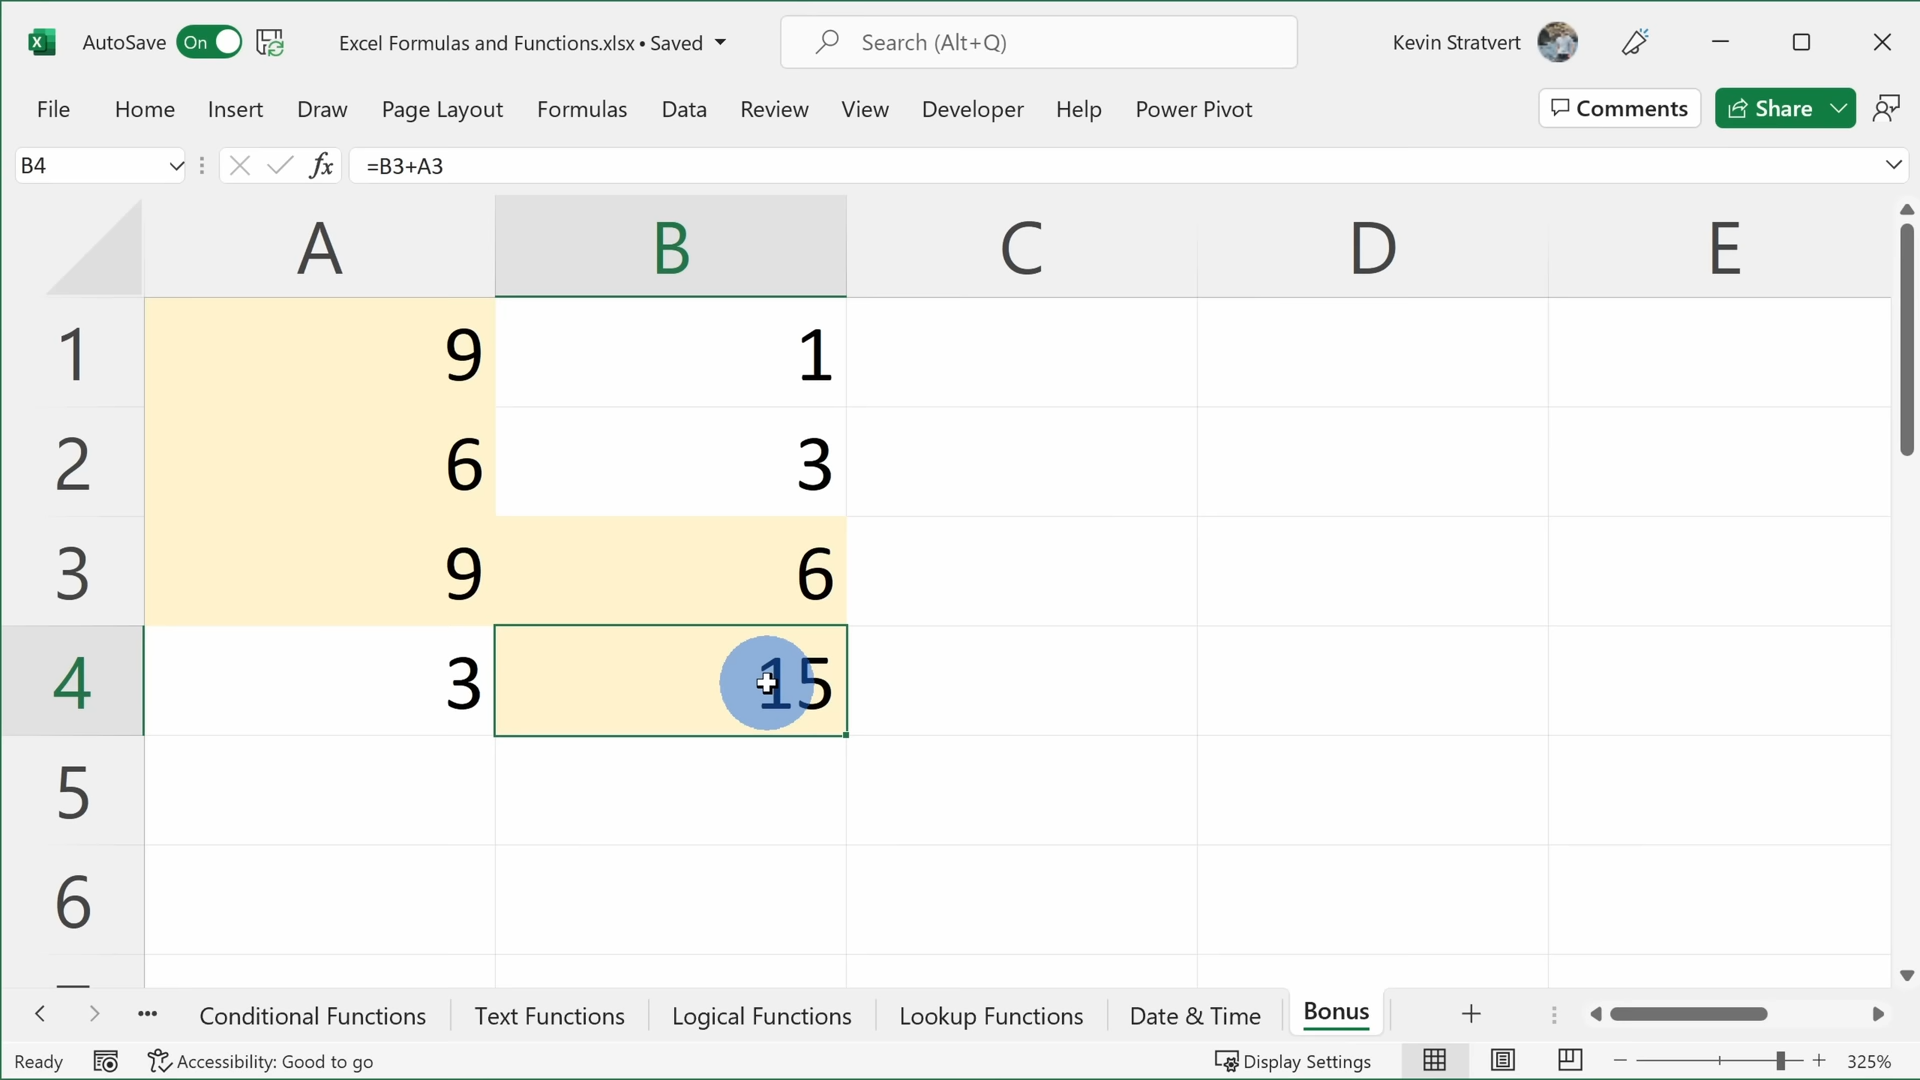 AutoSave On Excel Formulas and Functions.xlsx • Saved Search (Alt+Q) Kevin Stratvert
File Home Insert Draw Page Layout Formulas Data Review View Developer Help Power Pivot Comments Share
B4 fx =B3+A3
A B C D E
1 9 1
2 6 3
3 9 6
4 3 15
5
6
Conditional Functions Text Functions Logical Functions Lookup Functions Date & Time Bonus
Ready Accessibility: Good to go Display Settings 325%